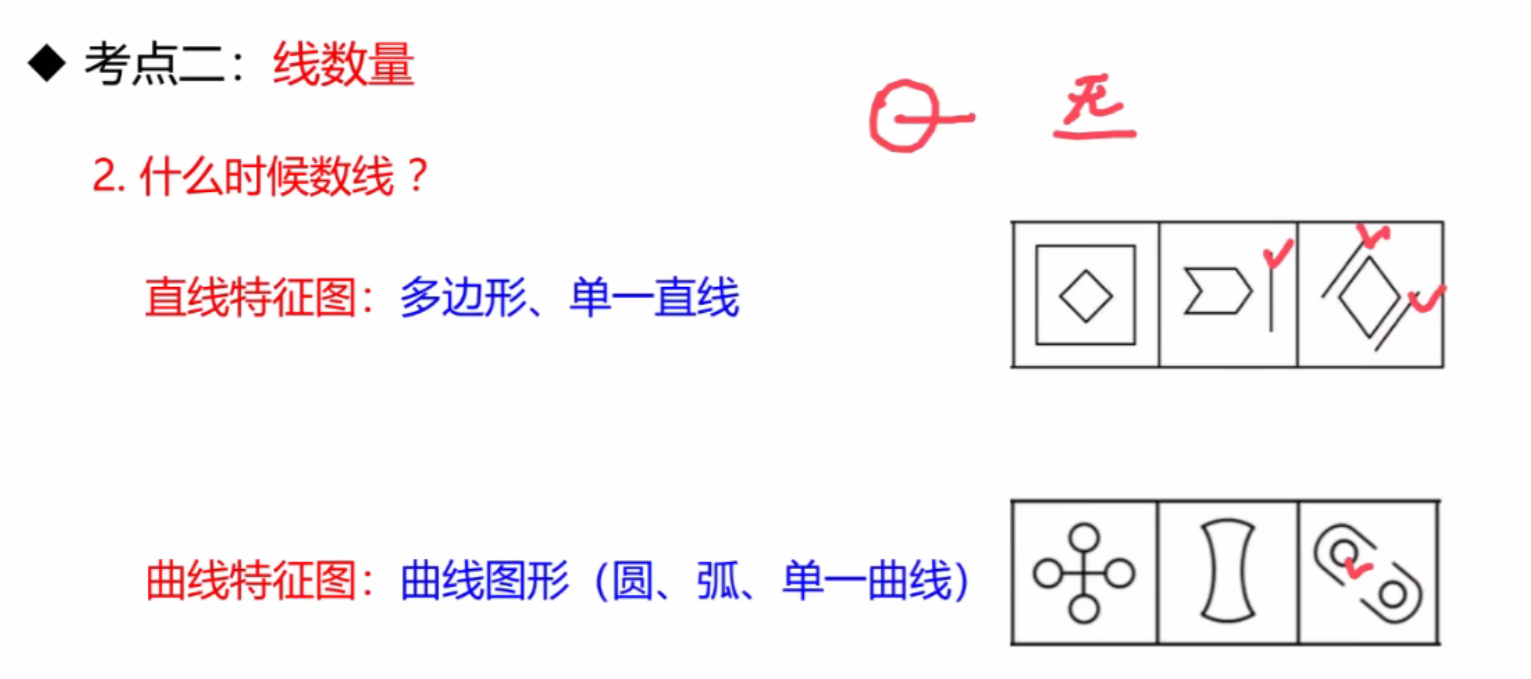 ◆ 考点二：线数量
无
2. 什么时候数线？
直线特征图：多边形、单一直线
曲线特征图：曲线图形（圆、弧、单一曲线）